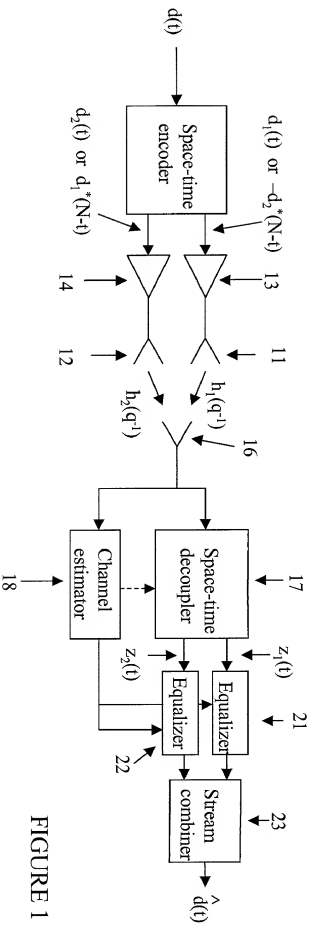 d(t)
Space-time
encoder
d₁(t) or –d₂*(N-t)
d₂(t) or d₁*(N-t)
13
14
11
12
h₁(q⁻¹)
h₂(q⁻¹)
16
17
Space-time
decoupler
Channel
estimator
18
z₁(t)
z₂(t)
21
Equalizer
Equalizer
22
23
Stream
combiner
d̂(t)
FIGURE 1